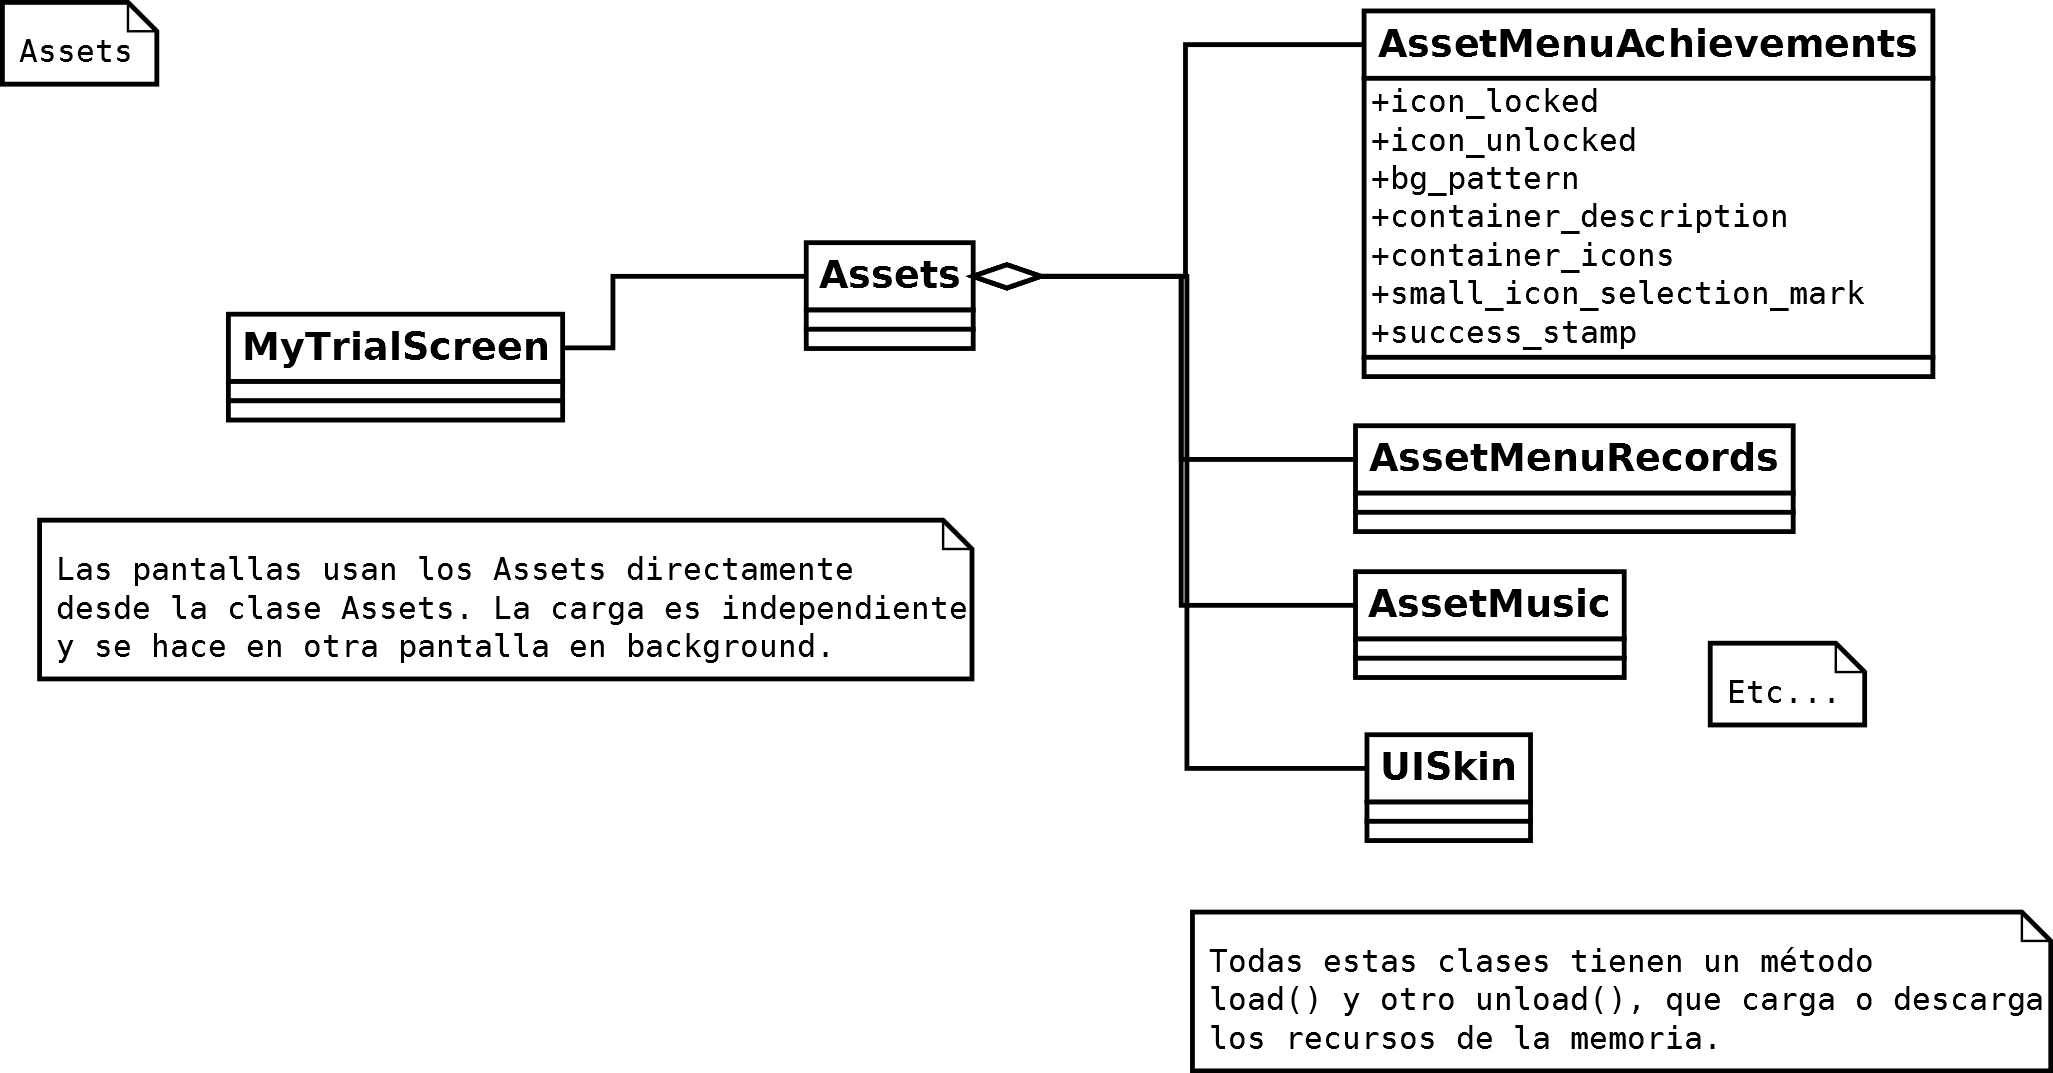 Assets
AssetMenuAchievements
+icon_locked
+icon_unlocked
+bg_pattern
+container_description
+container_icons
+small_icon_selection_mark
+success_stamp
Assets
MyTrialScreen
AssetMenuRecords
Las pantallas usan los Assets directamente
desde la clase Assets. La carga es independiente
y se hace en otra pantalla en background.
AssetMusic
Etc...
UISkin
Todas estas clases tienen un método
load() y otro unload(), que carga o descarga
los recursos de la memoria.